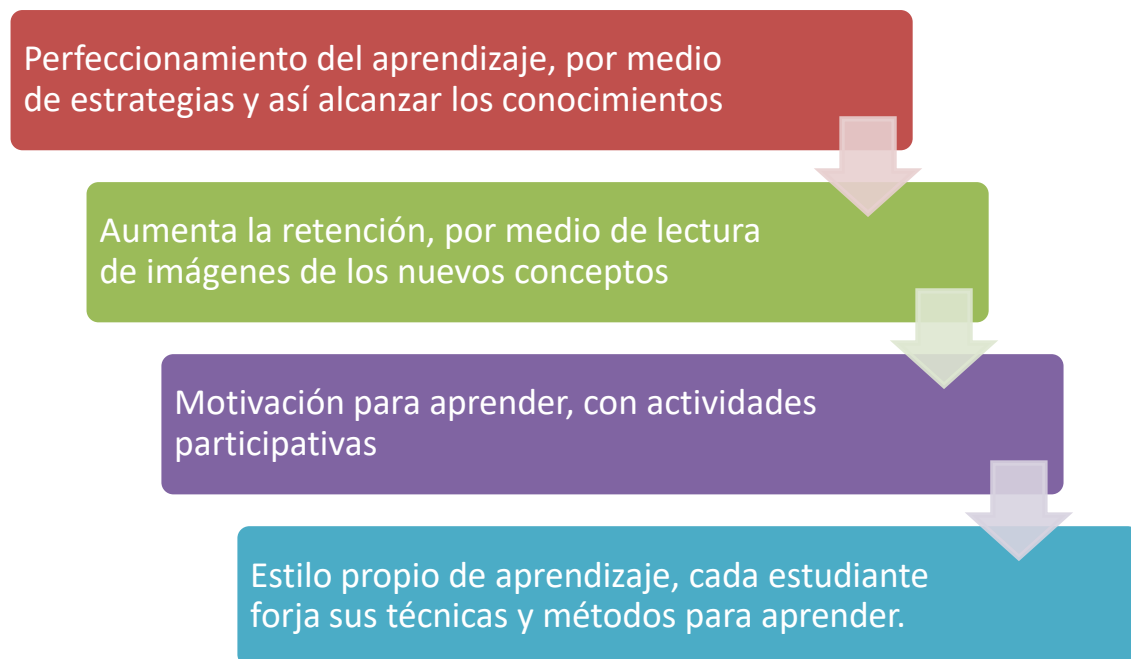 Perfeccionamiento del aprendizaje, por medio
de estrategias y así alcanzar los conocimientos
Aumenta la retención, por medio de lectura
de imágenes de los nuevos conceptos
Motivación para aprender, con actividades
participativas
Estilo propio de aprendizaje, cada estudiante
forja sus técnicas y métodos para aprender.